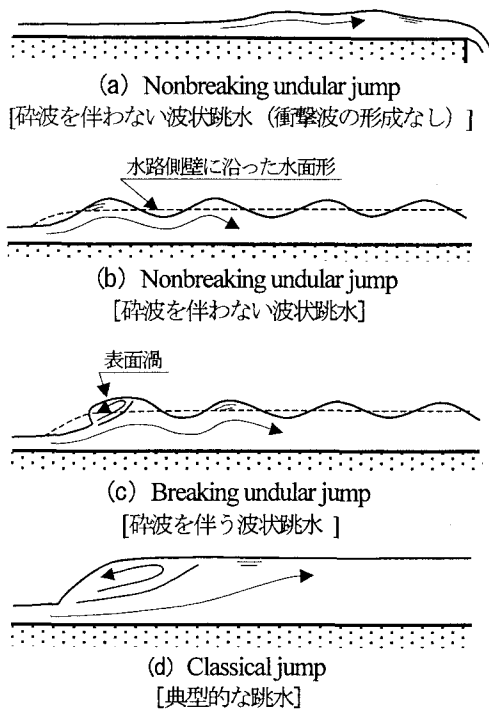 (a) Nonbreaking undular jump
[砕波を伴わない波状跳水（衝撃波の形成なし）]
水路側壁に沿った水面形
(b) Nonbreaking undular jump
[砕波を伴わない波状跳水]
表面渦
(c) Breaking undular jump
[砕波を伴う波状跳水 ]
(d) Classical jump
[典型的な跳水]